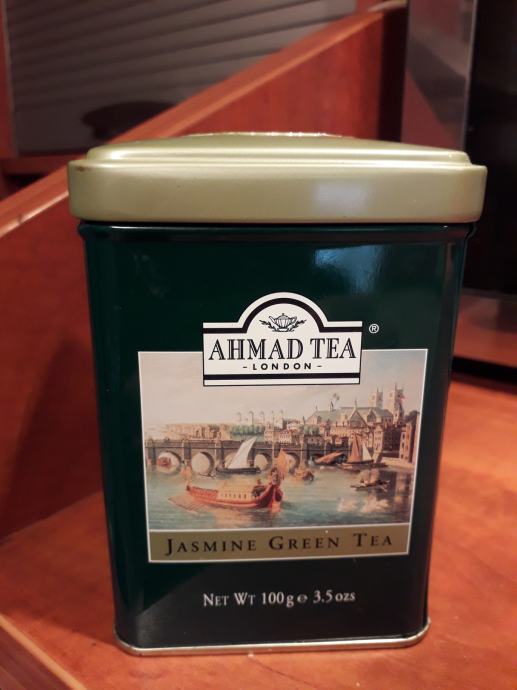 AHMAD TEA ®
- LONDON -
JASMINE GREEN TEA
NET WT 100g ℮ 3.5 ozs